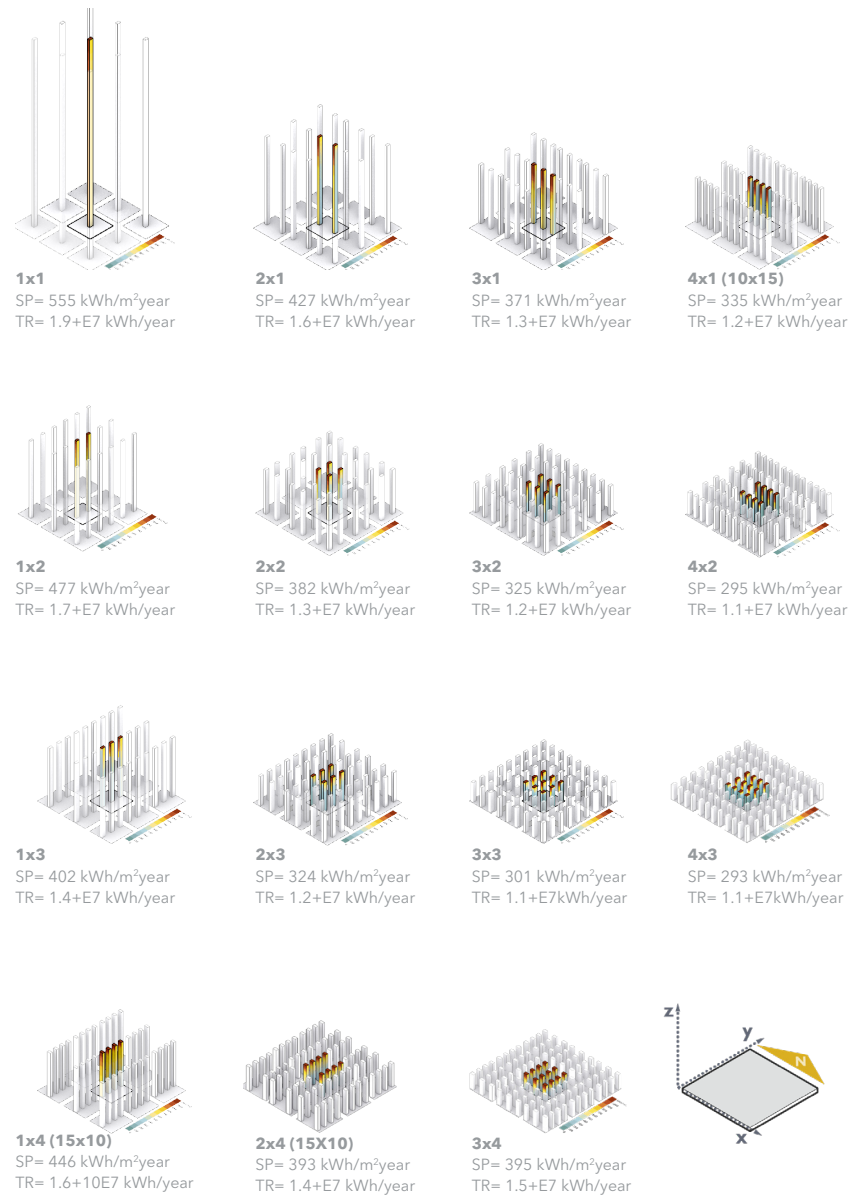 1x1
SP= 555 kWh/m²year
TR= 1.9+E7 kWh/year
2x1
SP= 427 kWh/m²year
TR= 1.6+E7 kWh/year
3x1
SP= 371 kWh/m²year
TR= 1.3+E7 kWh/year
4x1 (10x15)
SP= 335 kWh/m²year
TR= 1.2+E7 kWh/year
1x2
SP= 477 kWh/m²year
TR= 1.7+E7 kWh/year
2x2
SP= 382 kWh/m²year
TR= 1.3+E7 kWh/year
3x2
SP= 325 kWh/m²year
TR= 1.2+E7 kWh/year
4x2
SP= 295 kWh/m²year
TR= 1.1+E7 kWh/year
1x3
SP= 402 kWh/m²year
TR= 1.4+E7 kWh/year
2x3
SP= 324 kWh/m²year
TR= 1.2+E7 kWh/year
3x3
SP= 301 kWh/m²year
TR= 1.1+E7kWh/year
4x3
SP= 293 kWh/m²year
TR= 1.1+E7kWh/year
1x4 (15x10)
SP= 446 kWh/m²year
TR= 1.6+10E7 kWh/year
2x4 (15X10)
SP= 393 kWh/m²year
TR= 1.4+E7 kWh/year
3x4
SP= 395 kWh/m²year
TR= 1.5+E7 kWh/year
z
y
N
x